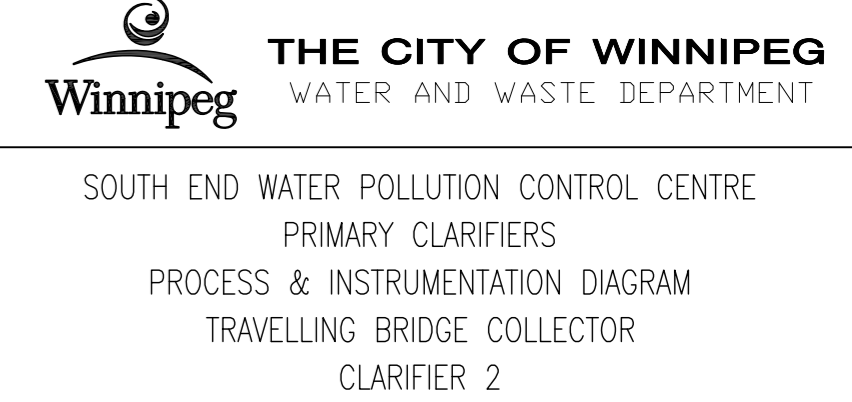 Winnipeg
THE CITY OF WINNIPEG
WATER AND WASTE DEPARTMENT
SOUTH END WATER POLLUTION CONTROL CENTRE
PRIMARY CLARIFIERS
PROCESS & INSTRUMENTATION DIAGRAM
TRAVELLING BRIDGE COLLECTOR
CLARIFIER 2